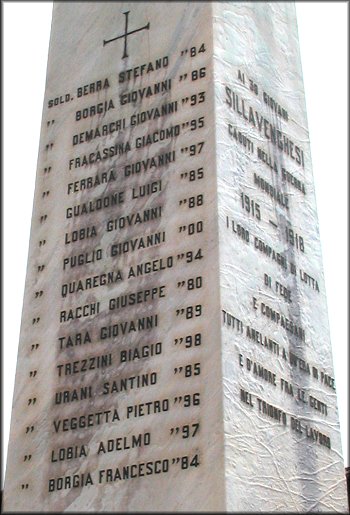 SOLD. BERRA STEFANO "84
" BORGIA GIOVANNI "86
" DEMARCHI GIOVANNI "93
" FRACASSINA GIACOMO "95
" FERRARA GIOVANNI "97
" GUALDONE LUIGI "85
" LOBIA GIOVANNI "88
" PUGLIO GIOVANNI "00
" QUAREGNA ANGELO "94
" RACCHI GIUSEPPE "80
" TARA GIOVANNI "89
" TREZZINI BIAGIO "98
" URANI SANTINO "85
" VEGGETTA PIETRO "96
" LOBIA ADELMO "97
" BORGIA FRANCESCO "84
AI 36 GIOVANI
SILLAVENGHESI
CADUTI NELLA GUERRA
MONDIALE
1915 - 1918
I LORO COMPAGNI DI LOTTA
DI FEDE
E COMPAESANI
TUTTI ANELANTI A OPERA DI PACE
E D'AMORE FRA LE GENTI
NEL TRIONFO DEL LAVORO